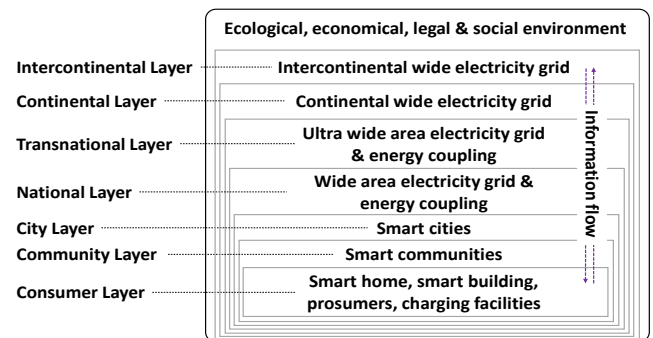 Ecological, economical, legal & social environment
Intercontinental Layer
Intercontinental wide electricity grid
Continental Layer
Continental wide electricity grid
Transnational Layer
Ultra wide area electricity grid
& energy coupling
National Layer
Wide area electricity grid &
energy coupling
City Layer
Smart cities
Community Layer
Smart communities
Consumer Layer
Smart home, smart building,
prosumers, charging facilities
Information flow